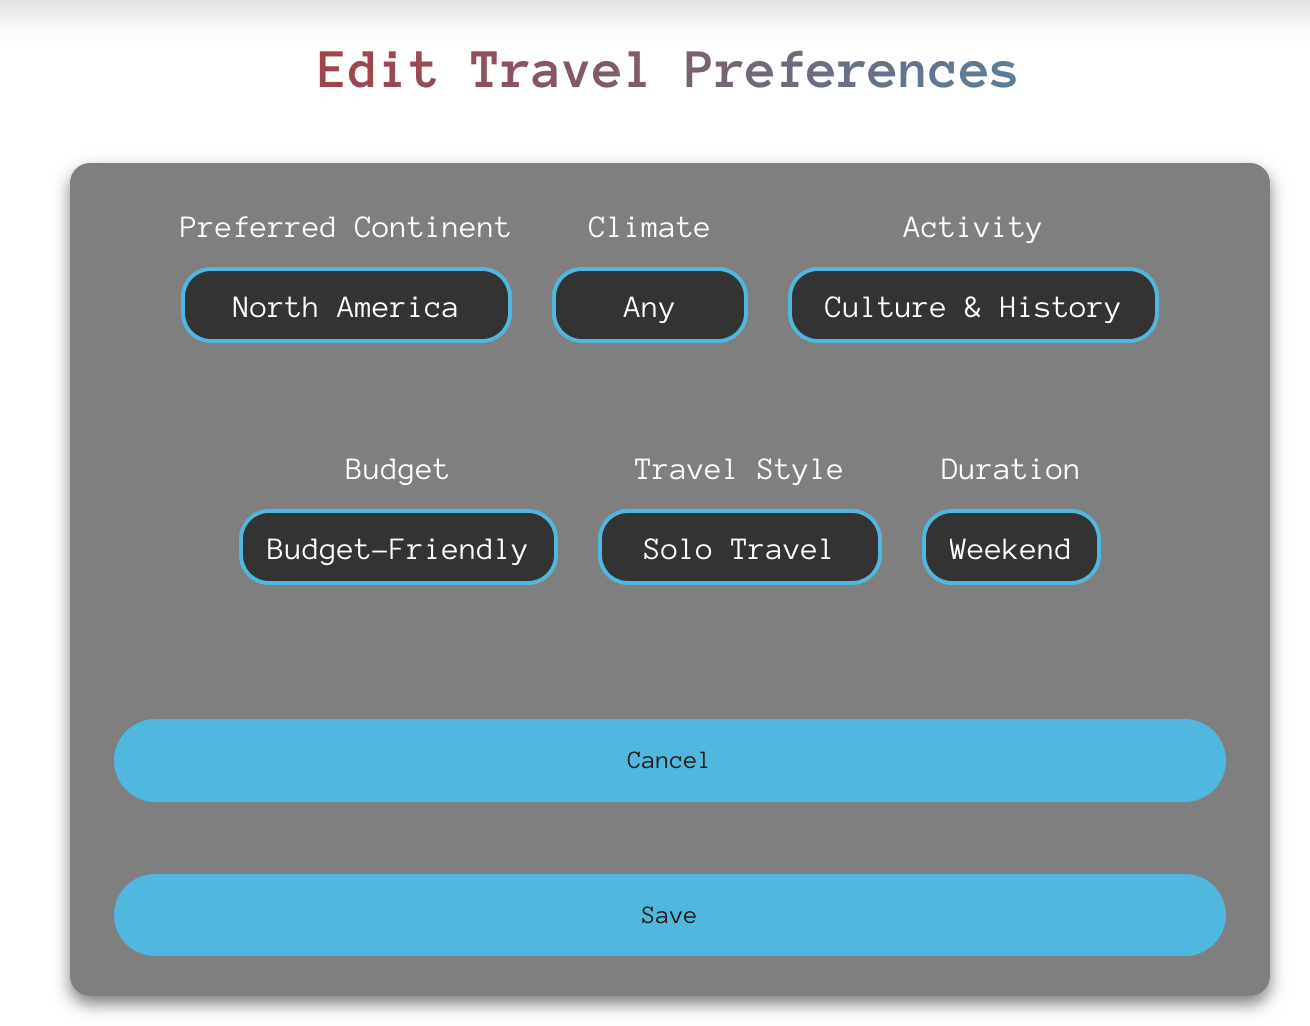 Edit Travel Preferences
Preferred Continent Climate Activity
North America Any Culture & History
Budget Travel Style Duration
Budget-Friendly Solo Travel Weekend
Cancel
Save